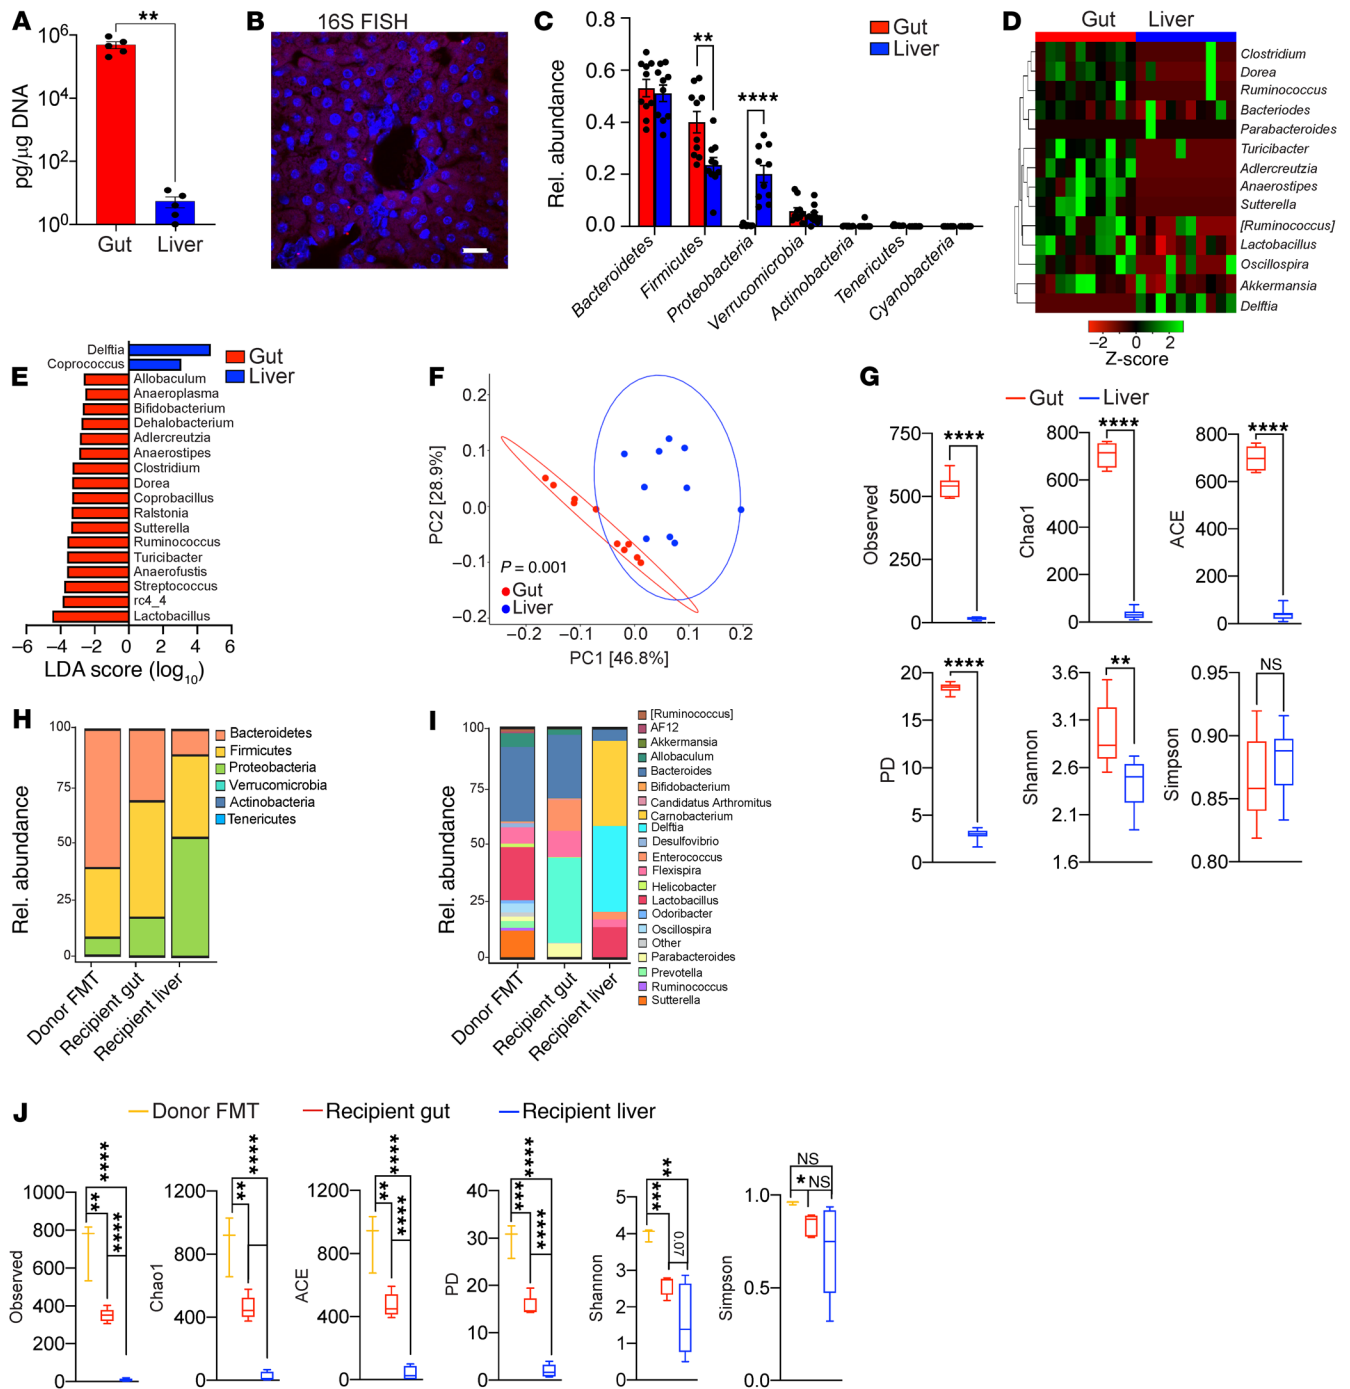 A
pg/μg DNA
10⁶
10⁴
10²
10⁰
**
Gut
Liver
B
16S FISH
C
Rel. abundance
0.8
0.6
0.4
0.2
0.0
**
****
Gut
Liver
Bacteroidetes
Firmicutes
Proteobacteria
Verrucomicrobia
Actinobacteria
Tenericutes
Cyanobacteria
D
Gut
Liver
Clostridium
Dorea
Ruminococcus
Bacteriodes
Parabacteroides
Turicibacter
Adlercreutzia
Anaerostipes
Sutterella
[Ruminococcus]
Lactobacillus
Oscillospira
Akkermansia
Delftia
−2 0 2
Z-score
E
Gut
Liver
Delftia
Coprococcus
Allobaculum
Anaeroplasma
Bifidobacterium
Dehalobacterium
Adlercreutzia
Anaerostipes
Clostridium
Dorea
Coprobacillus
Ralstonia
Sutterella
Ruminococcus
Turicibacter
Anaerofustis
Streptococcus
rc4_4
Lactobacillus
−6 −4 −2 0 2 4 6
LDA score (log₁₀)
F
PC2 [28.9%]
0.2
0.1
0.0
−0.1
−0.2
P = 0.001
Gut
Liver
−0.2 −0.1 0.0 0.1 0.2
PC1 [46.8%]
G
Gut
Liver
Observed
750
500
250
0
****
Chao1
800
600
400
200
0
****
ACE
800
600
400
200
0
****
PD
20
15
10
5
0
****
Shannon
3.6
3.1
2.6
2.1
1.6
**
Simpson
0.95
0.90
0.85
0.80
NS
H
Rel. abundance
100
75
50
25
0
Donor FMT
Recipient gut
Recipient liver
Bacteroidetes
Firmicutes
Proteobacteria
Verrucomicrobia
Actinobacteria
Tenericutes
I
Rel. abundance
100
75
50
25
0
Donor FMT
Recipient gut
Recipient liver
[Ruminococcus]
AF12
Akkermansia
Allobaculum
Bacteroides
Bifidobacterium
Candidatus Arthromitus
Carnobacterium
Delftia
Desulfovibrio
Enterococcus
Flexispira
Helicobacter
Lactobacillus
Odoribacter
Oscillospira
Other
Parabacteroides
Prevotella
Ruminococcus
Sutterella
J
Donor FMT
Recipient gut
Recipient liver
Observed
1000
800
600
400
200
0
****
**
****
Chao1
1200
800
400
0
****
**
ACE
1200
800
400
0
****
**
****
PD
40
30
20
10
0
****
***
****
Shannon
5
4
3
2
1
0
**
***
0.07
Simpson
1.0
0.5
0.0
NS
*
NS